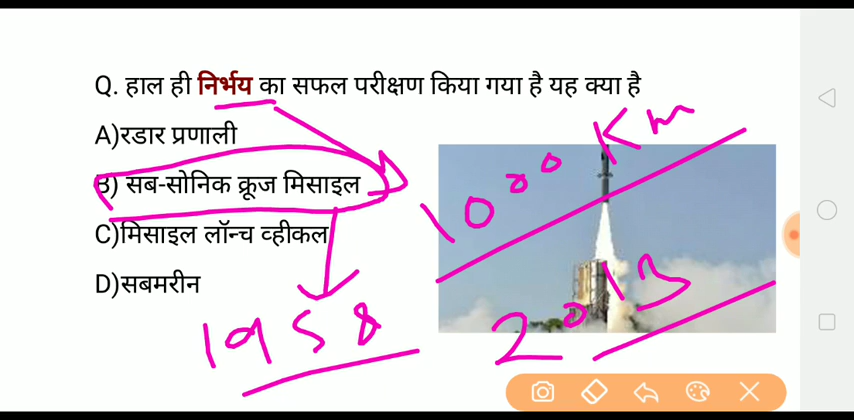 Q. हाल ही निर्भय का सफल परीक्षण किया गया है यह क्या है
A)रडार प्रणाली
B) सब-सोनिक क्रूज मिसाइल
1000 Km
C)मिसाइल लॉन्च व्हीकल
D)सबमरीन
1958
2013